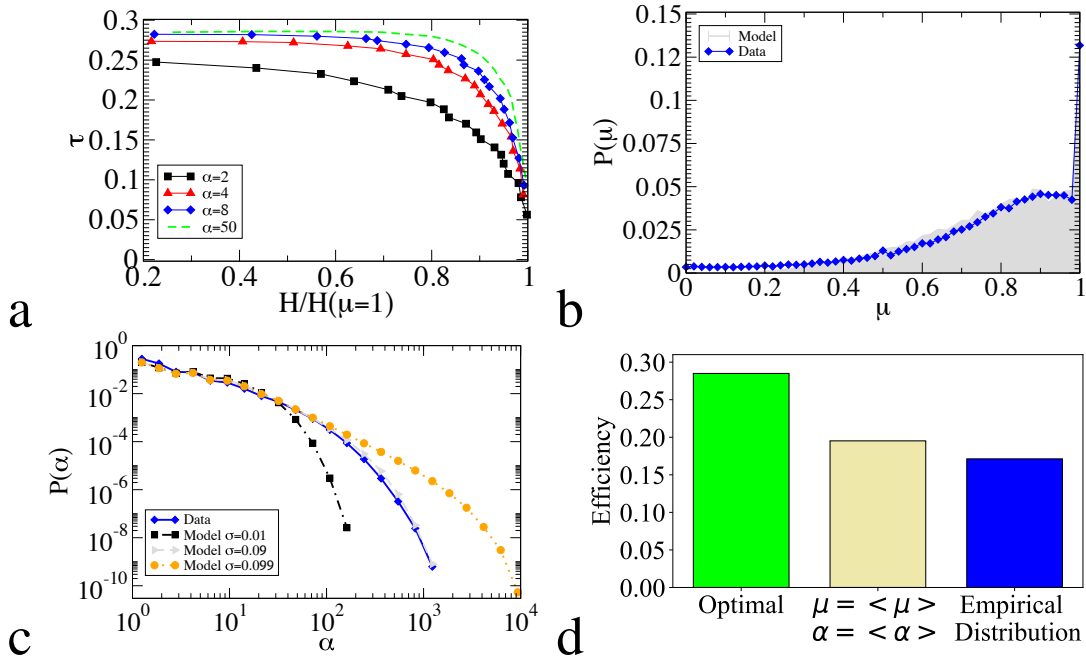 0.3
0.25
0.2
0.15
0.1
0.05
0
τ
α=2
α=4
α=8
α=50
0.2
0.4
0.6
0.8
1
H/H(μ=1)
a
0.15
0.12
0.075
0.05
0.025
0
P(μ)
Model
Data
0
0.2
0.4
0.6
0.8
1
μ
b
10^0
10^-2
10^-4
10^-6
10^-8
10^-10
P(α)
Data
Model σ=0.01
Model σ=0.09
Model σ=0.099
10^0
10^1
10^2
10^3
10^4
α
c
0.30
0.25
0.20
0.15
0.10
0.05
0.00
Efficiency
Optimal
μ = <μ>
α = <α>
Empirical
Distribution
d